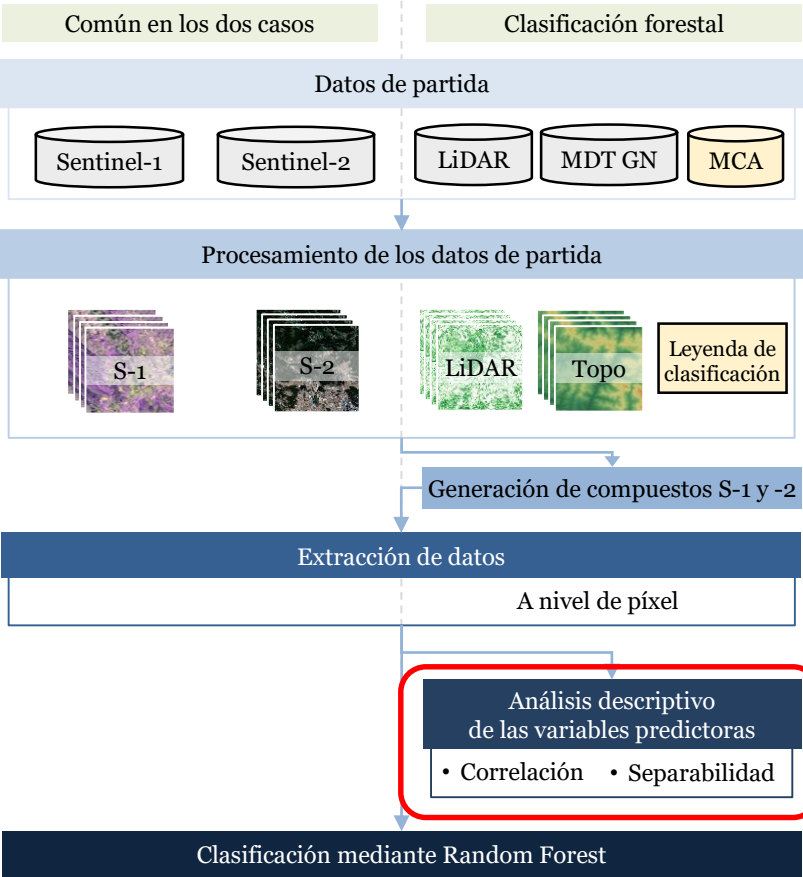 Común en los dos casos
Clasificación forestal
Datos de partida
Sentinel-1
Sentinel-2
LiDAR
MDT GN
MCA
Procesamiento de los datos de partida
S-1
S-2
LiDAR
Topo
Leyenda de
clasificación
Generación de compuestos S-1 y -2
Extracción de datos
A nivel de píxel
Análisis descriptivo
de las variables predictoras
• Correlación • Separabilidad
Clasificación mediante Random Forest